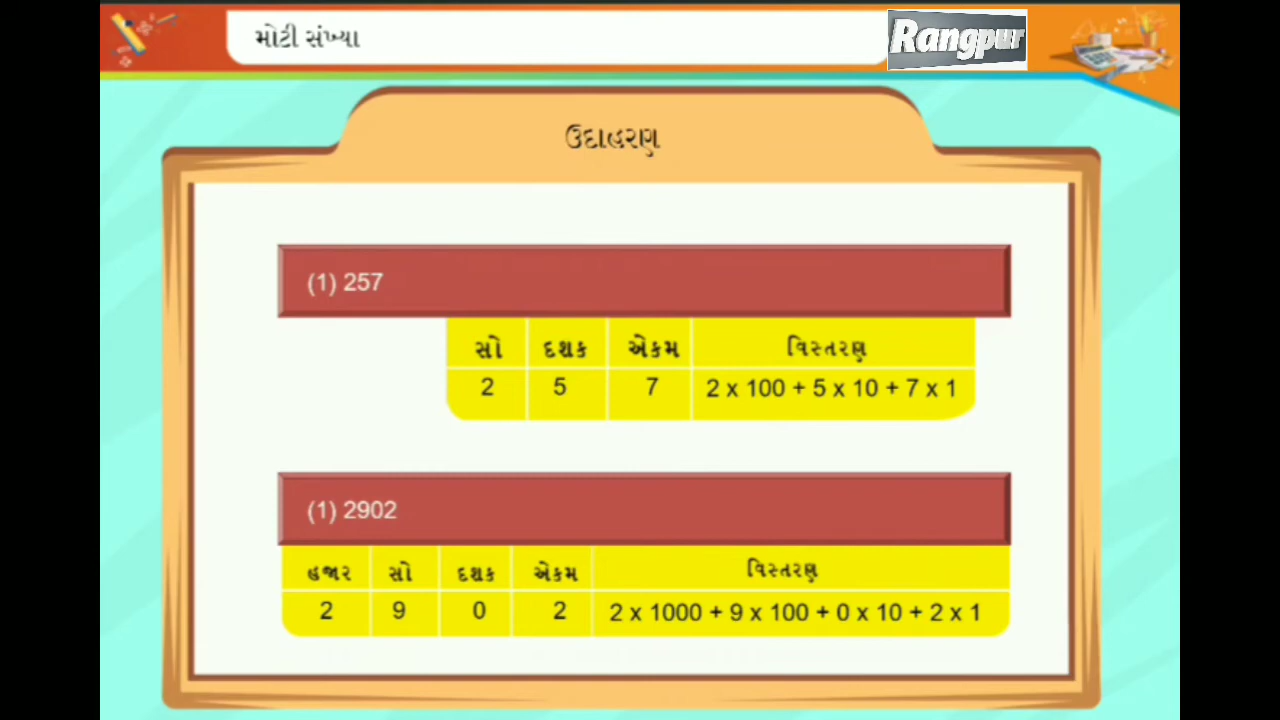 મોટી સંખ્યા
Rangpur
ઉદાહરણ
(1) 257
સો દશક એકમ વિસ્તરણ
2 5 7 2 x 100 + 5 x 10 + 7 x 1
(1) 2902
હજાર સો દશક એકમ વિસ્તરણ
2 9 0 2 2 x 1000 + 9 x 100 + 0 x 10 + 2 x 1